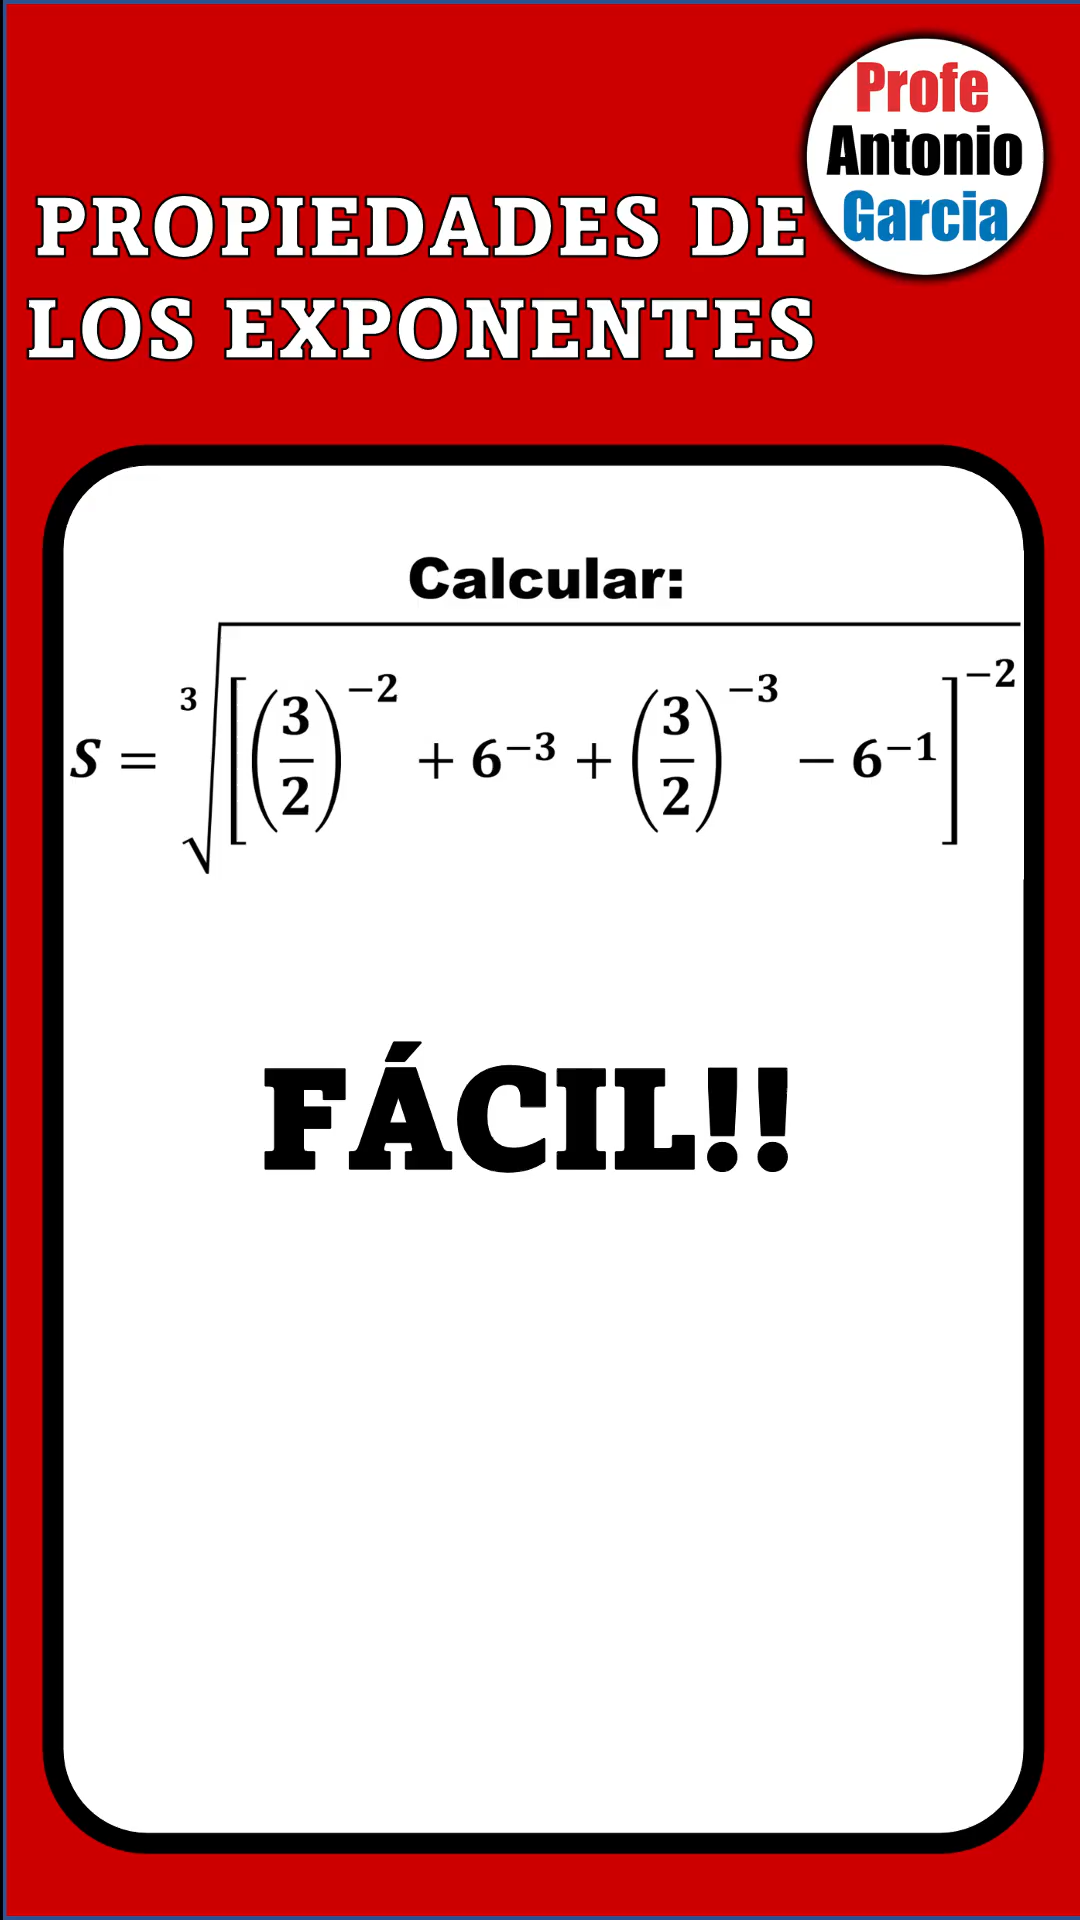 Profe
Antonio
Garcia
PROPIEDADES DE
LOS EXPONENTES
Calcular:
S = ∛([(3/2)⁻² + 6⁻³ + (3/2)⁻³ − 6⁻¹]⁻²)
FÁCIL!!